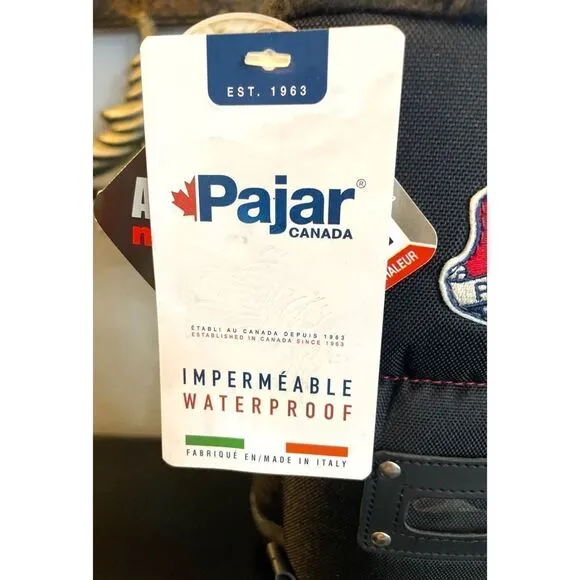 EST. 1963
Pajar®
CANADA
ÉTABLI AU CANADA DEPUIS 1963
ESTABLISHED IN CANADA SINCE 1963
IMPERMÉABLE
WATERPROOF
FABRIQUÉ EN/MADE IN ITALY
HALEUR